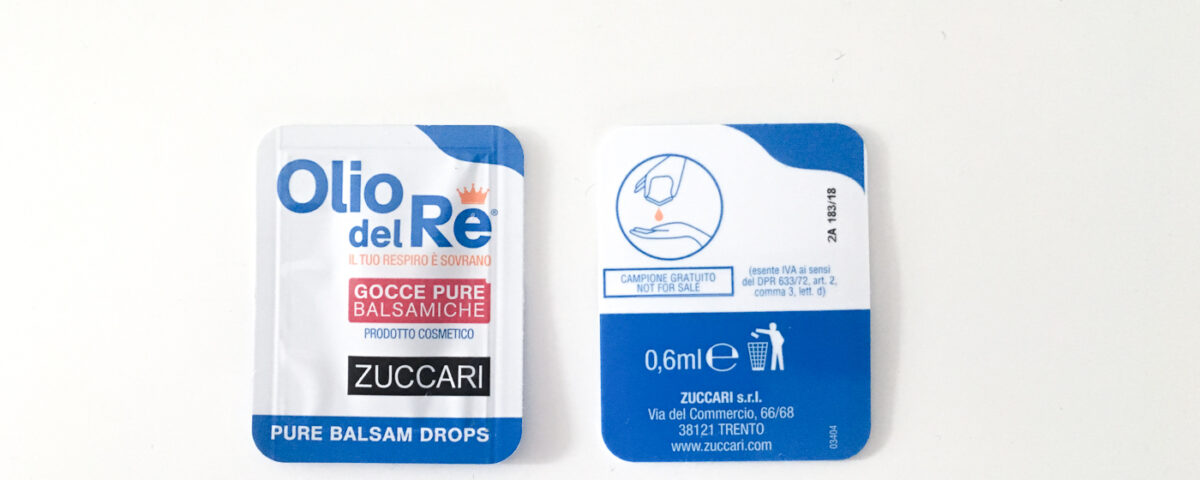 Olio
del Re®
IL TUO RESPIRO È SOVRANO
GOCCE PURE
BALSAMICHE
PRODOTTO COSMETICO
ZUCCARI
PURE BALSAM DROPS
2A 183/18
CAMPIONE GRATUITO
NOT FOR SALE
(esente IVA ai sensi
del DPR 633/72, art. 2,
comma 3, lett. d)
0,6ml e
ZUCCARI s.r.l.
Via del Commercio, 66/68
38121 TRENTO
www.zuccari.com
03404